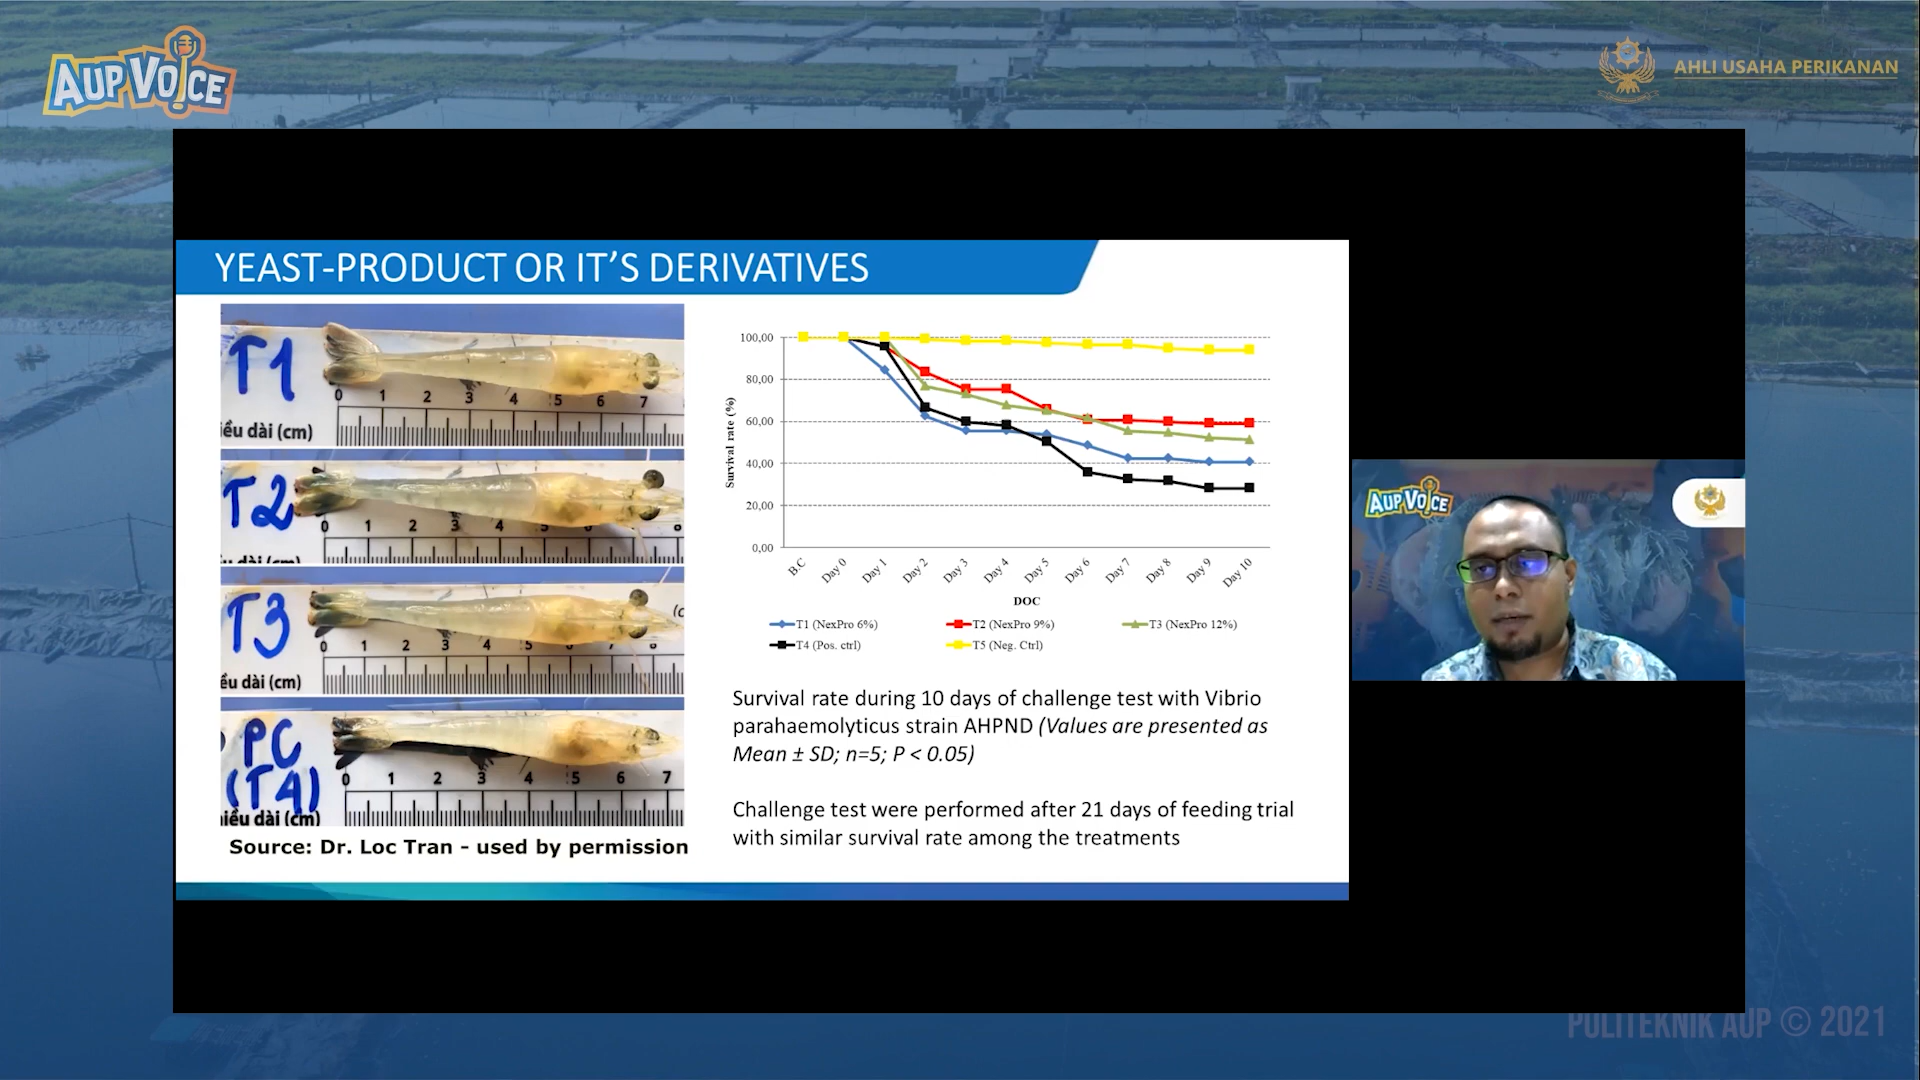 AUP VOICE
AHLI USAHA PERIKANAN
YEAST-PRODUCT OR IT'S DERIVATIVES
T1
0 1 2 3 4 5 6 7
iều dài (cm)
T2
0 1 2 3 4 5 6 8
T3
(c
0 1 2 3 4 5 7 8
ều dài (cm)
PC
(T4)
0 1 2 3 4 5 6 7
iều dài (cm)
Source: Dr. Loc Tran - used by permission
Survival rate (%)
100,00
80,00
60,00
40,00
20,00
0,00
B.C Day 0 Day 1 Day 2 Day 3 Day 4 Day 5 Day 6 Day 7 Day 8 Day 9 Day 10
DOC
T1 (NexPro 6%) T2 (NexPro 9%) T3 (NexPro 12%)
T4 (Pos. ctrl) T5 (Neg. Ctrl)
Survival rate during 10 days of challenge test with Vibrio
parahaemolyticus strain AHPND (Values are presented as
Mean ± SD; n=5; P < 0.05)
Challenge test were performed after 21 days of feeding trial
with similar survival rate among the treatments
AUP VOICE
POLITEKNIK AUP © 2021